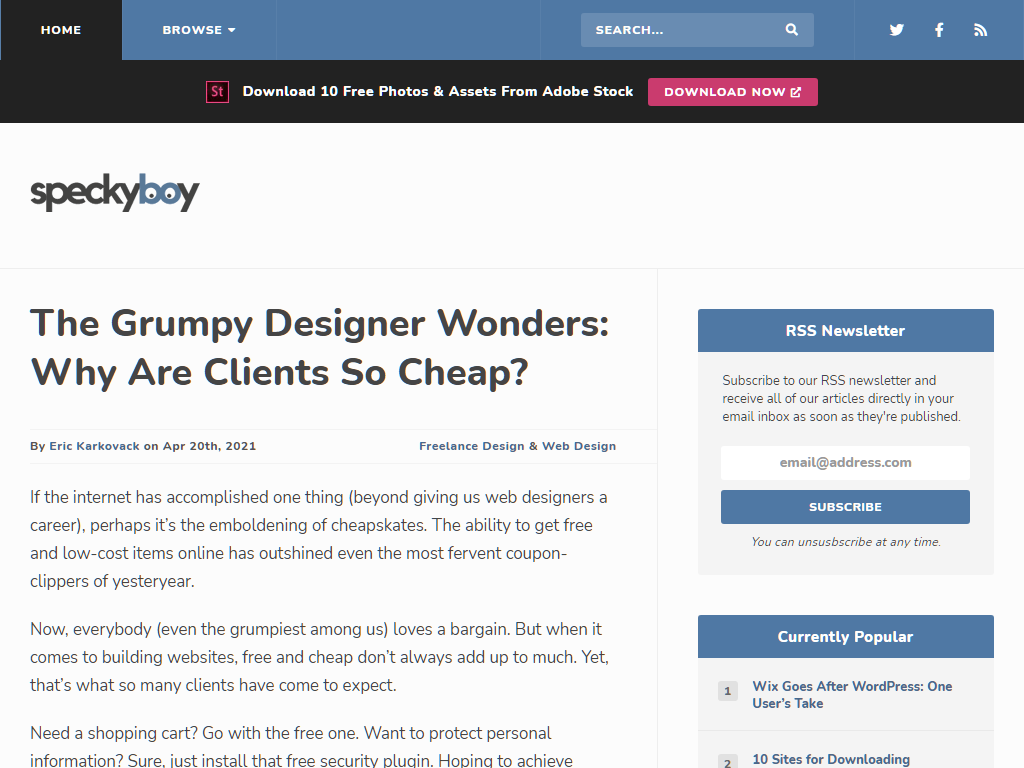 HOME
BROWSE
SEARCH...
St
Download 10 Free Photos & Assets From Adobe Stock
DOWNLOAD NOW
speckyboy
The Grumpy Designer Wonders:
Why Are Clients So Cheap?
By Eric Karkovack on Apr 20th, 2021
Freelance Design & Web Design
If the internet has accomplished one thing (beyond giving us web designers a
career), perhaps it’s the emboldening of cheapskates. The ability to get free
and low-cost items online has outshined even the most fervent coupon-
clippers of yesteryear.
Now, everybody (even the grumpiest among us) loves a bargain. But when it
comes to building websites, free and cheap don’t always add up to much. Yet,
that’s what so many clients have come to expect.
Need a shopping cart? Go with the free one. Want to protect personal
information? Sure, just install that free security plugin. Hoping to achieve
RSS Newsletter
Subscribe to our RSS newsletter and
receive all of our articles directly in your
email inbox as soon as they're published.
email@address.com
SUBSCRIBE
You can unsusbscribe at any time.
Currently Popular
1
Wix Goes After WordPress: One
User’s Take
2
10 Sites for Downloading